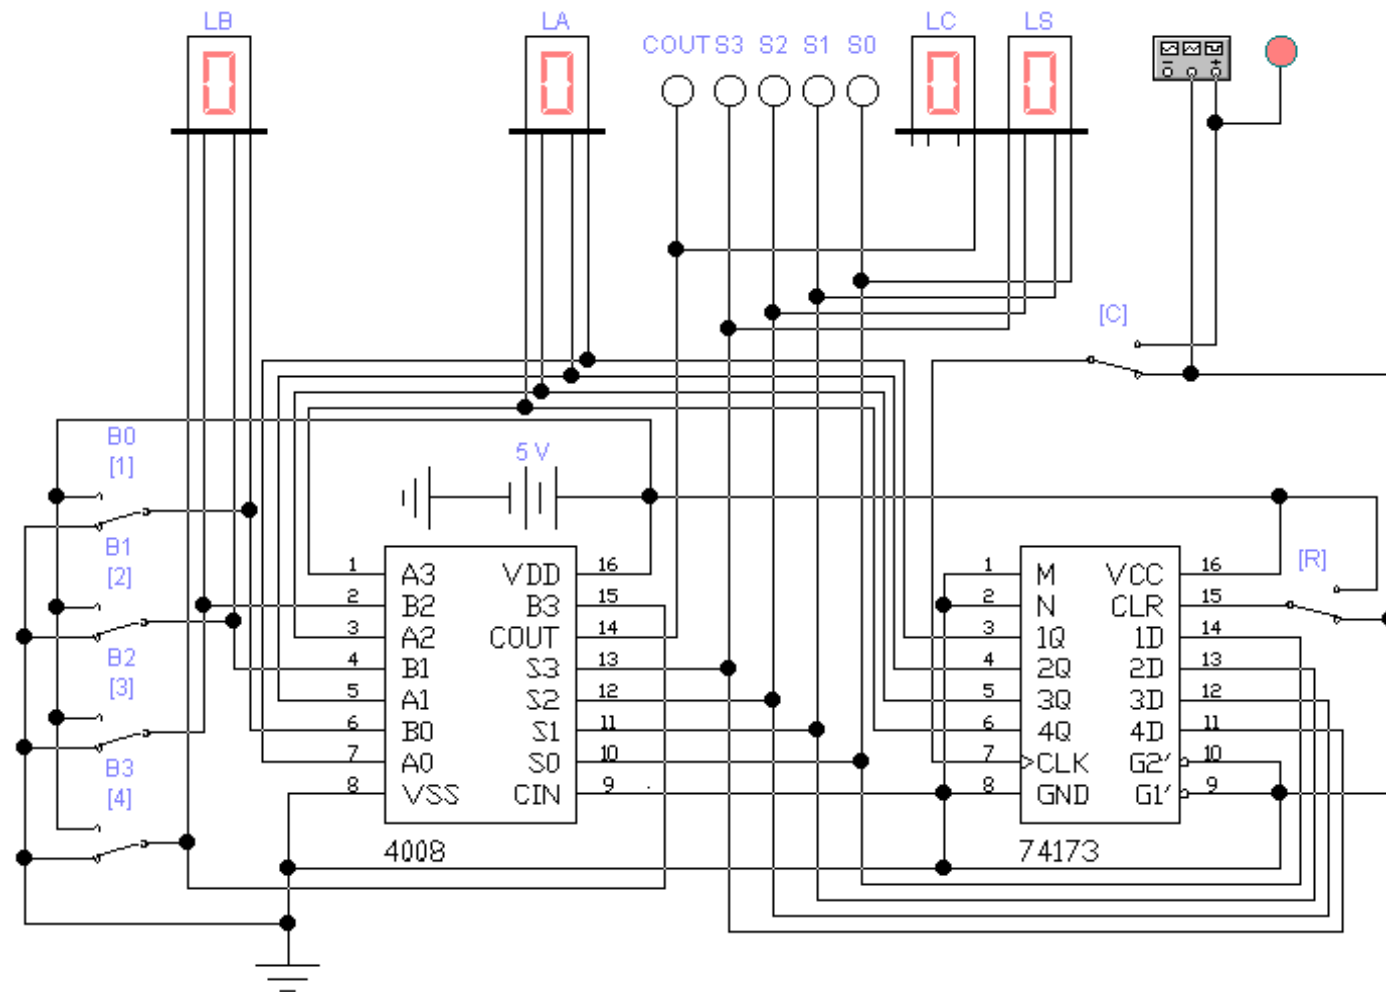 LB LA COUT S3 S2 S1 S0 LC LS
0 0 0 0
[C]
B0
[1]
5 V
B1
[2]
[R]
B2
[3]
B3
[4]
1 A3 VDD 16
2 B2 B3 15
3 A2 COUT 14
4 B1 S3 13
5 A1 S2 12
6 B0 S1 11
7 A0 S0 10
8 VSS CIN 9
4008
1 M VCC 16
2 N CLR 15
3 1Q 1D 14
4 2Q 2D 13
5 3Q 3D 12
6 4Q 4D 11
7 >CLK G2' 10
8 GND G1' 9
74173